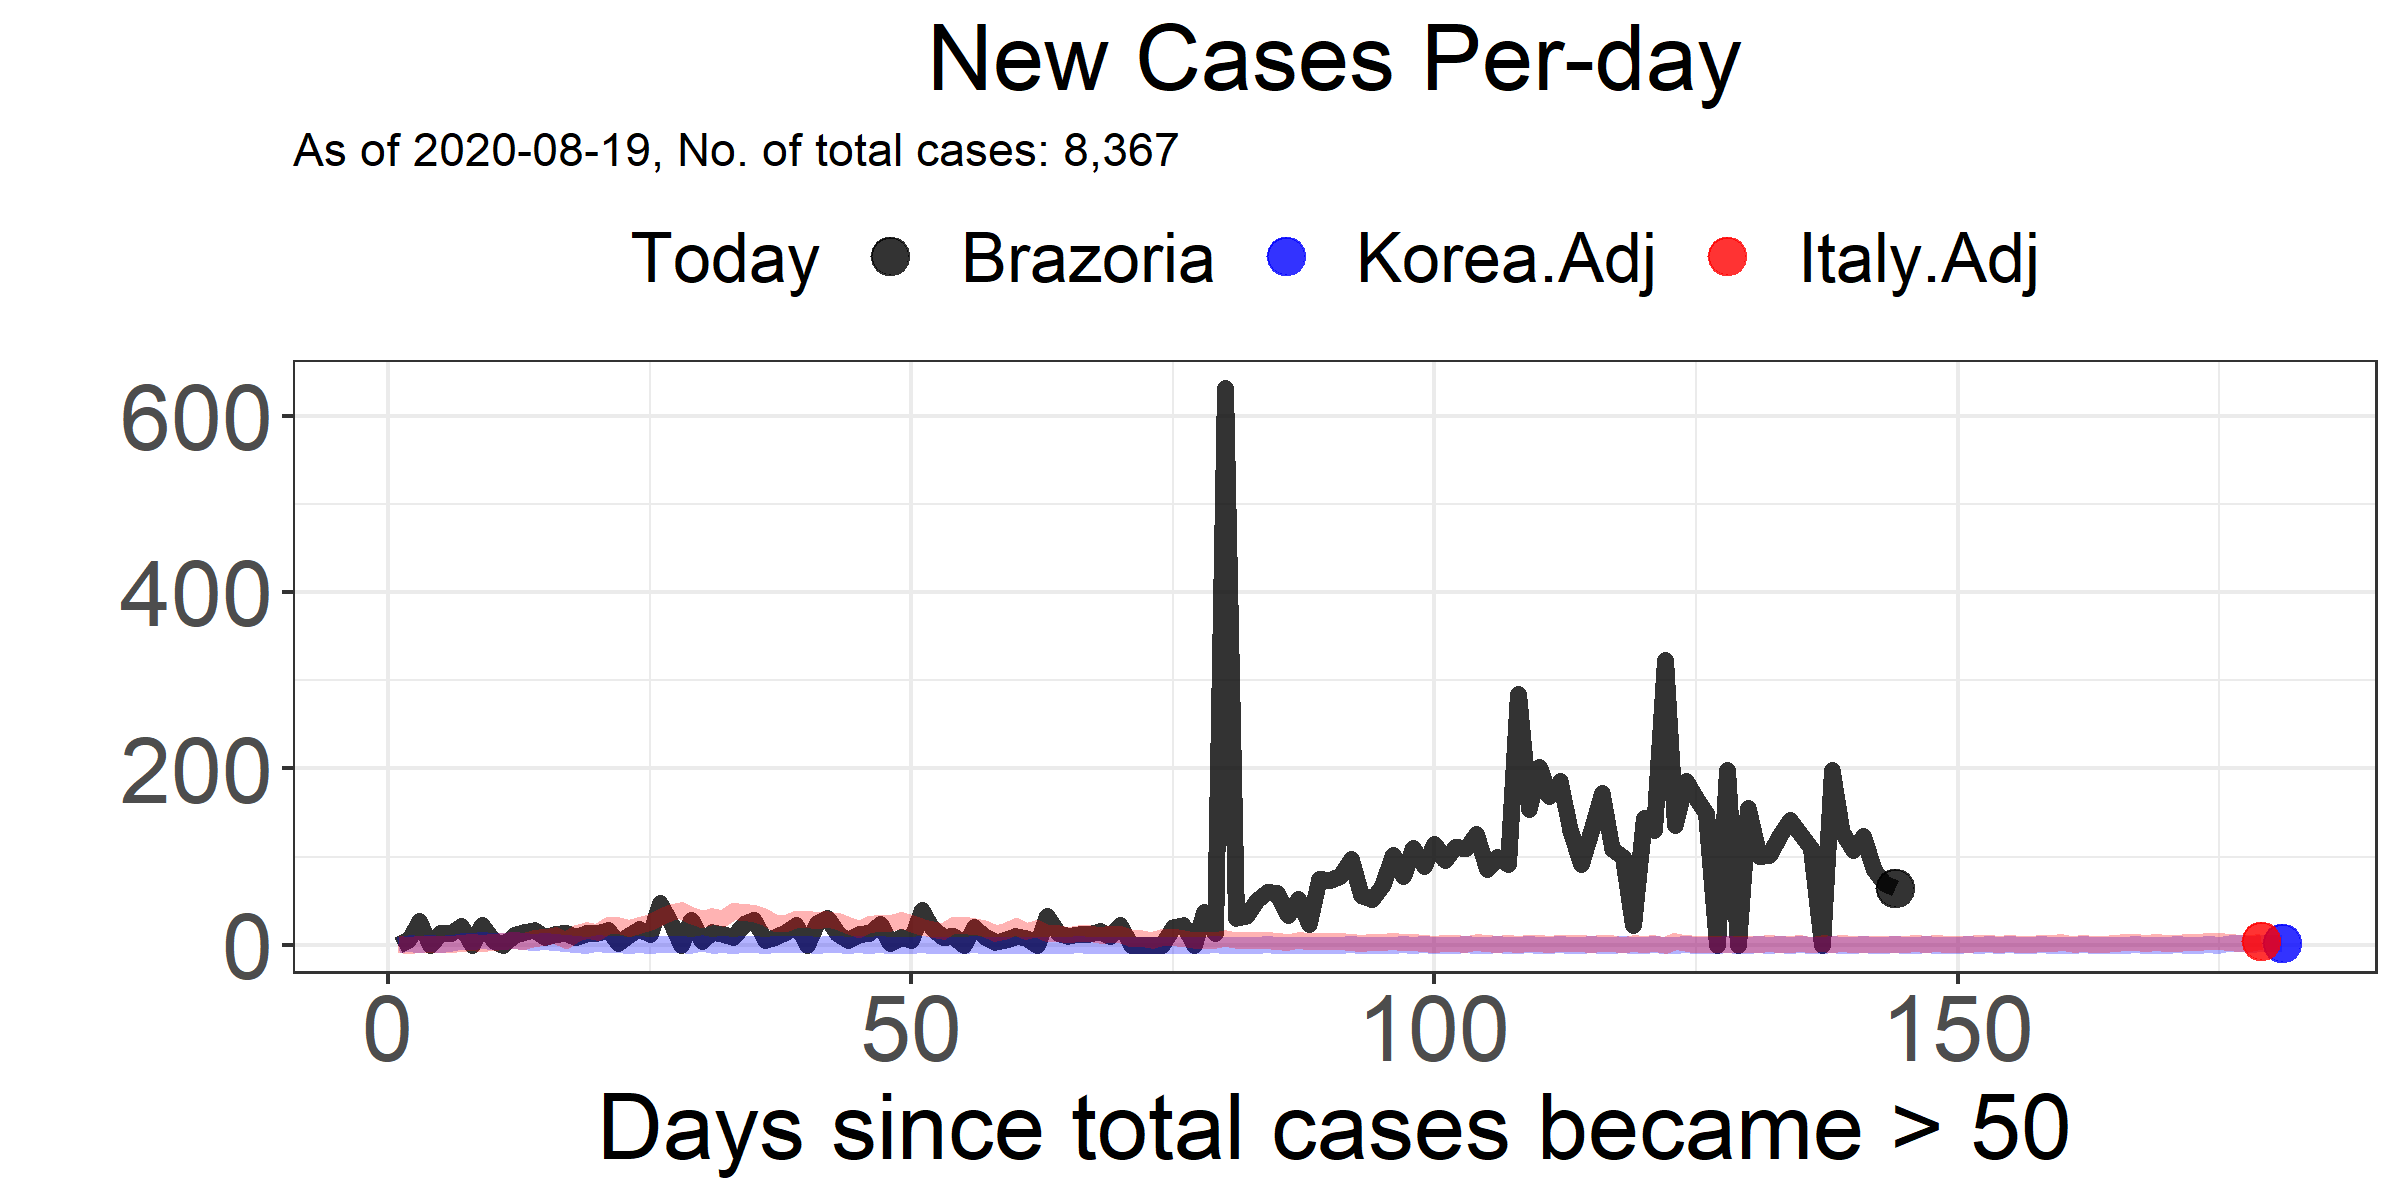 New Cases Per-day
As of 2020-08-19, No. of total cases: 8,367
Today Brazoria Korea.Adj Italy.Adj
600
400
200
0
0 50 100 150
Days since total cases became > 50